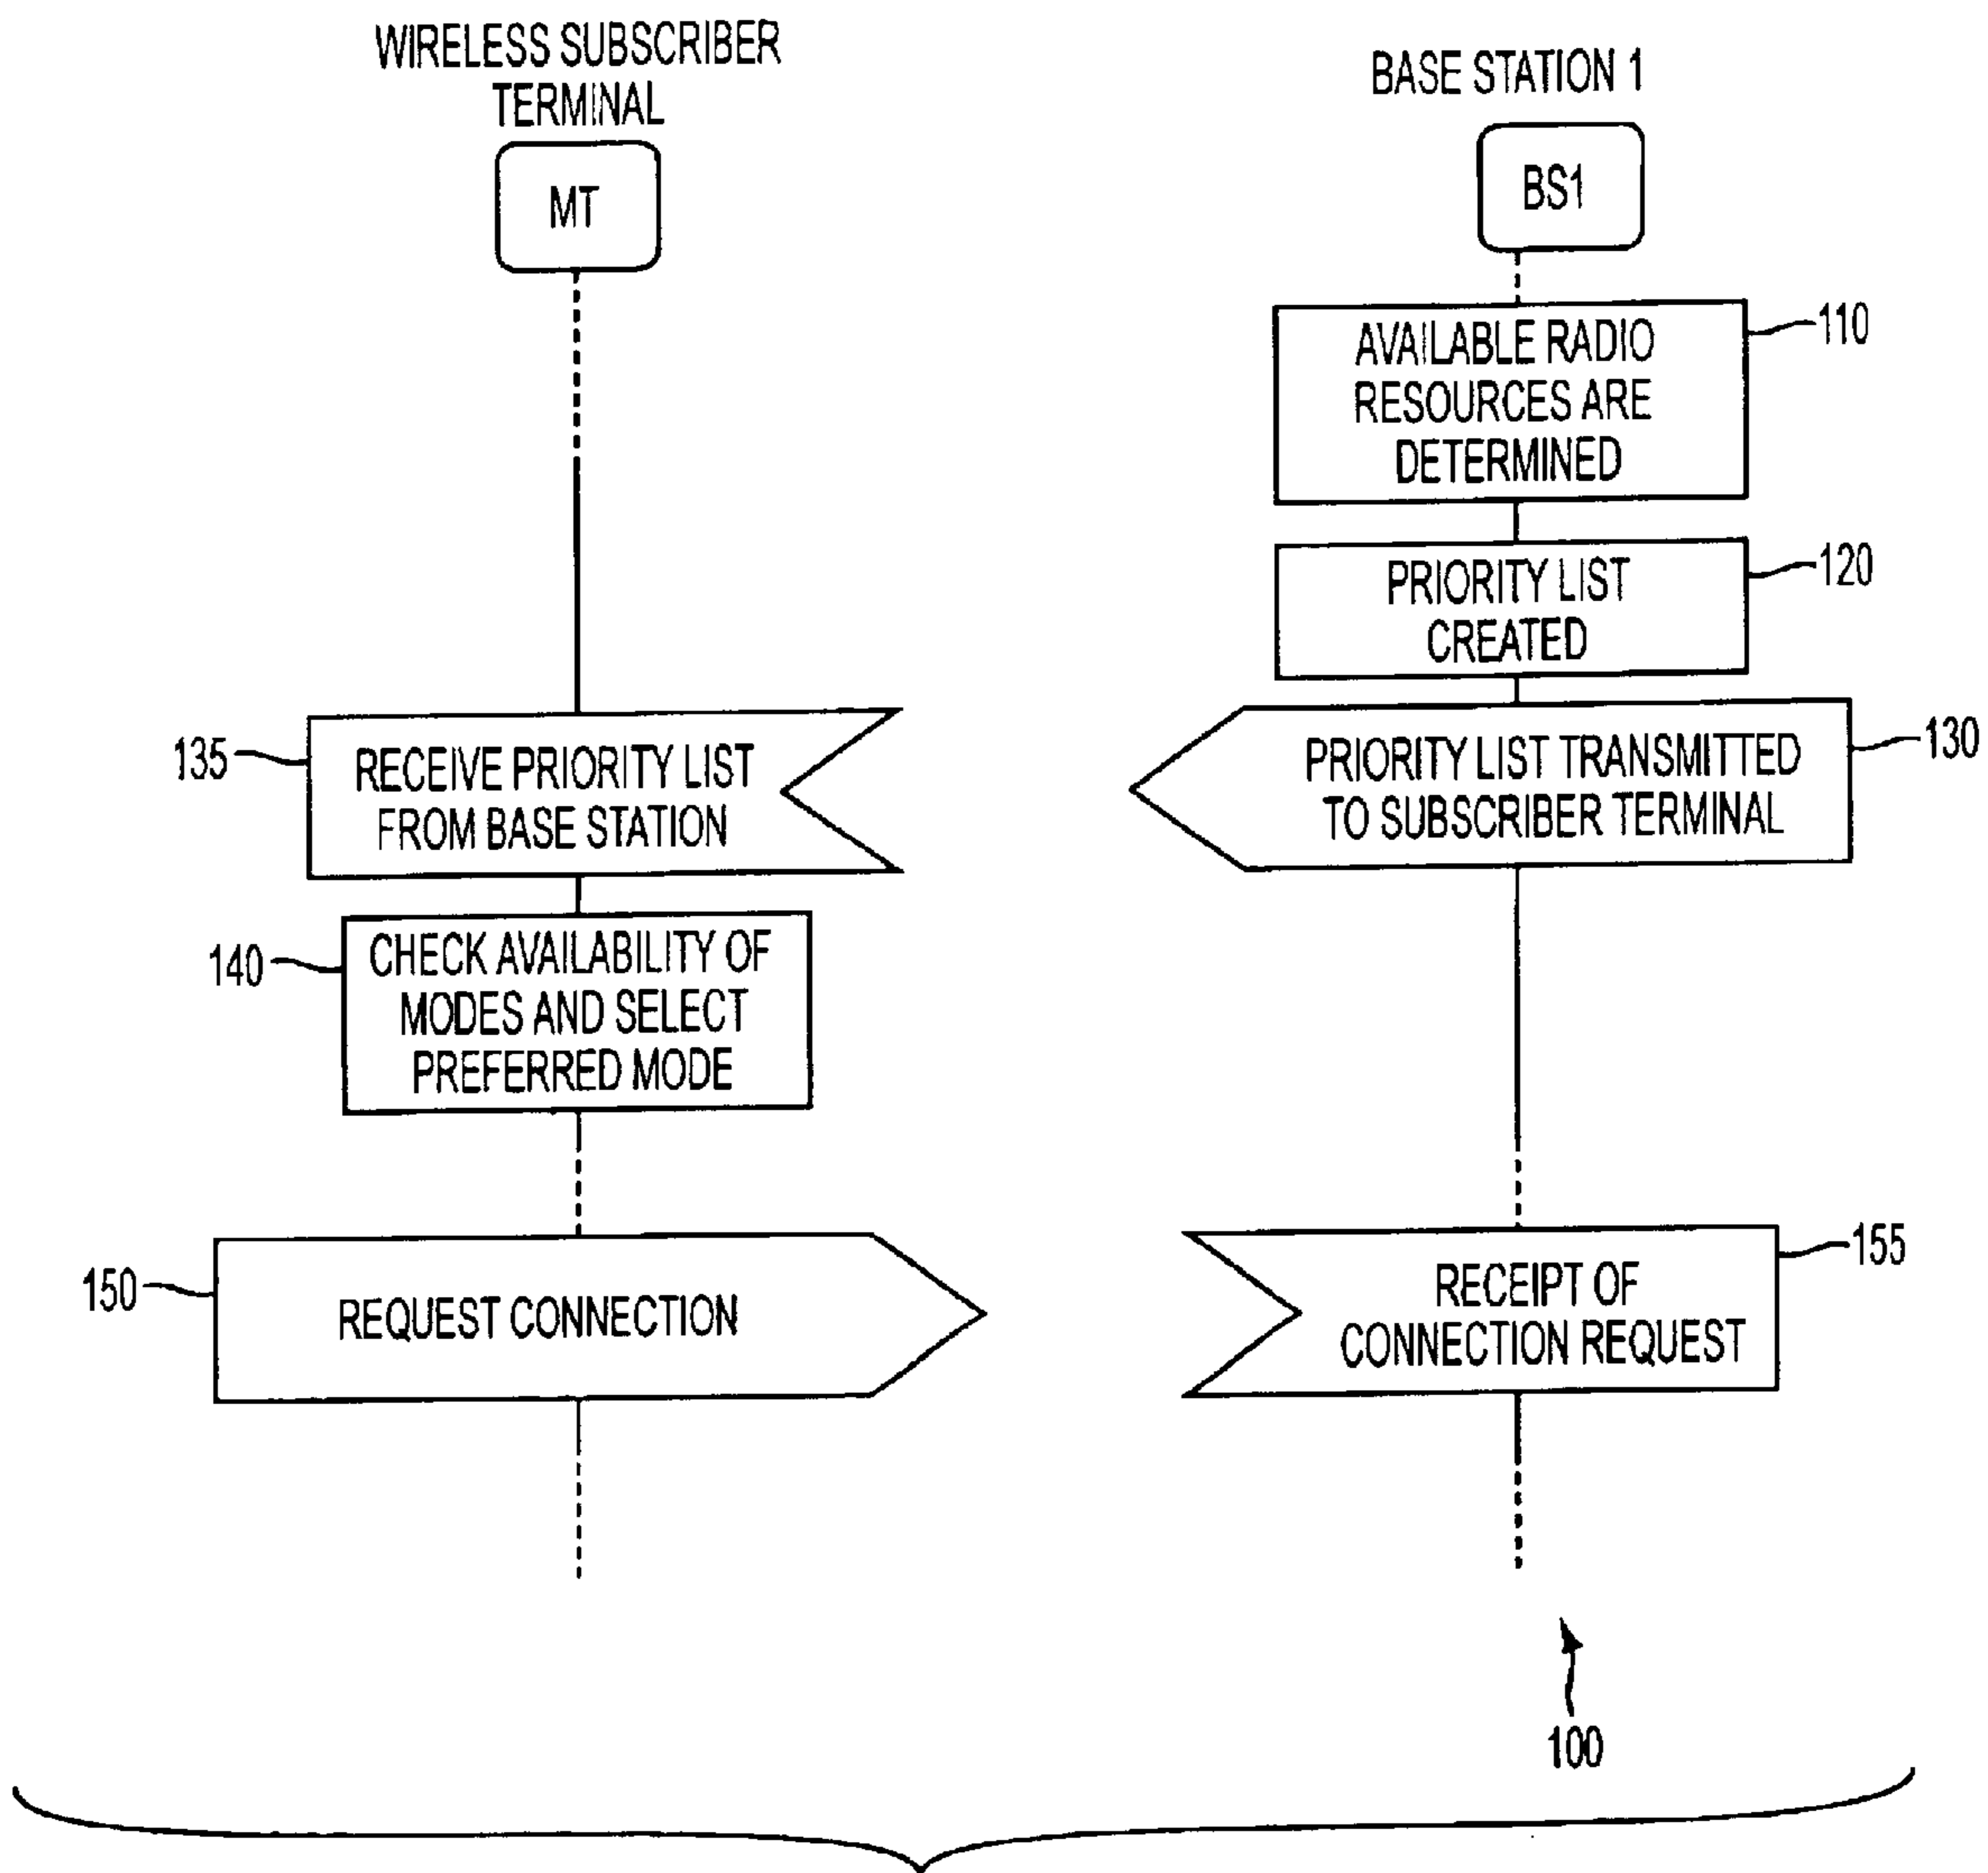 WIRELESS SUBSCRIBER
TERMINAL
MT
BASE STATION 1
BS1
AVAILABLE RADIO
RESOURCES ARE
DETERMINED
110
PRIORITY LIST
CREATED
120
135
RECEIVE PRIORITY LIST
FROM BASE STATION
PRIORITY LIST TRANSMITTED
TO SUBSCRIBER TERMINAL
130
140
CHECK AVAILABILITY OF
MODES AND SELECT
PREFERRED MODE
150
REQUEST CONNECTION
RECEIPT OF
CONNECTION REQUEST
155
100